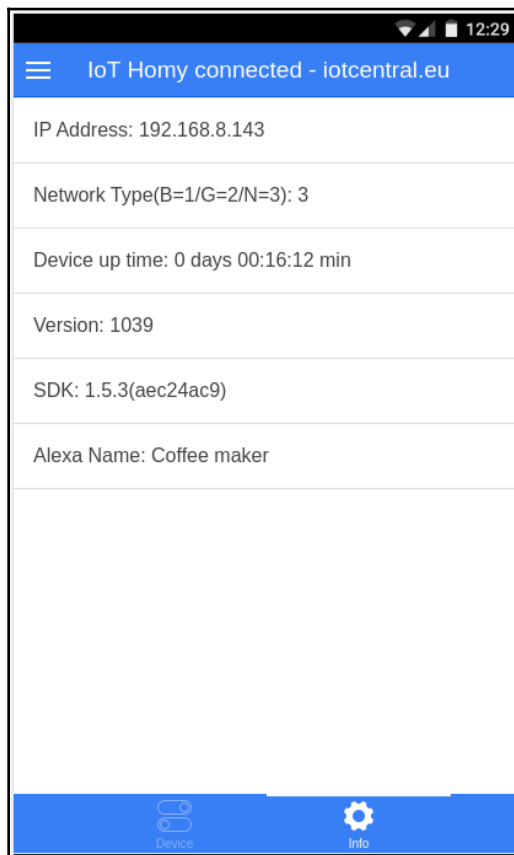 12:29
IoT Homy connected - iotcentral.eu
IP Address: 192.168.8.143
Network Type(B=1/G=2/N=3): 3
Device up time: 0 days 00:16:12 min
Version: 1039
SDK: 1.5.3(aec24ac9)
Alexa Name: Coffee maker
Device
Info